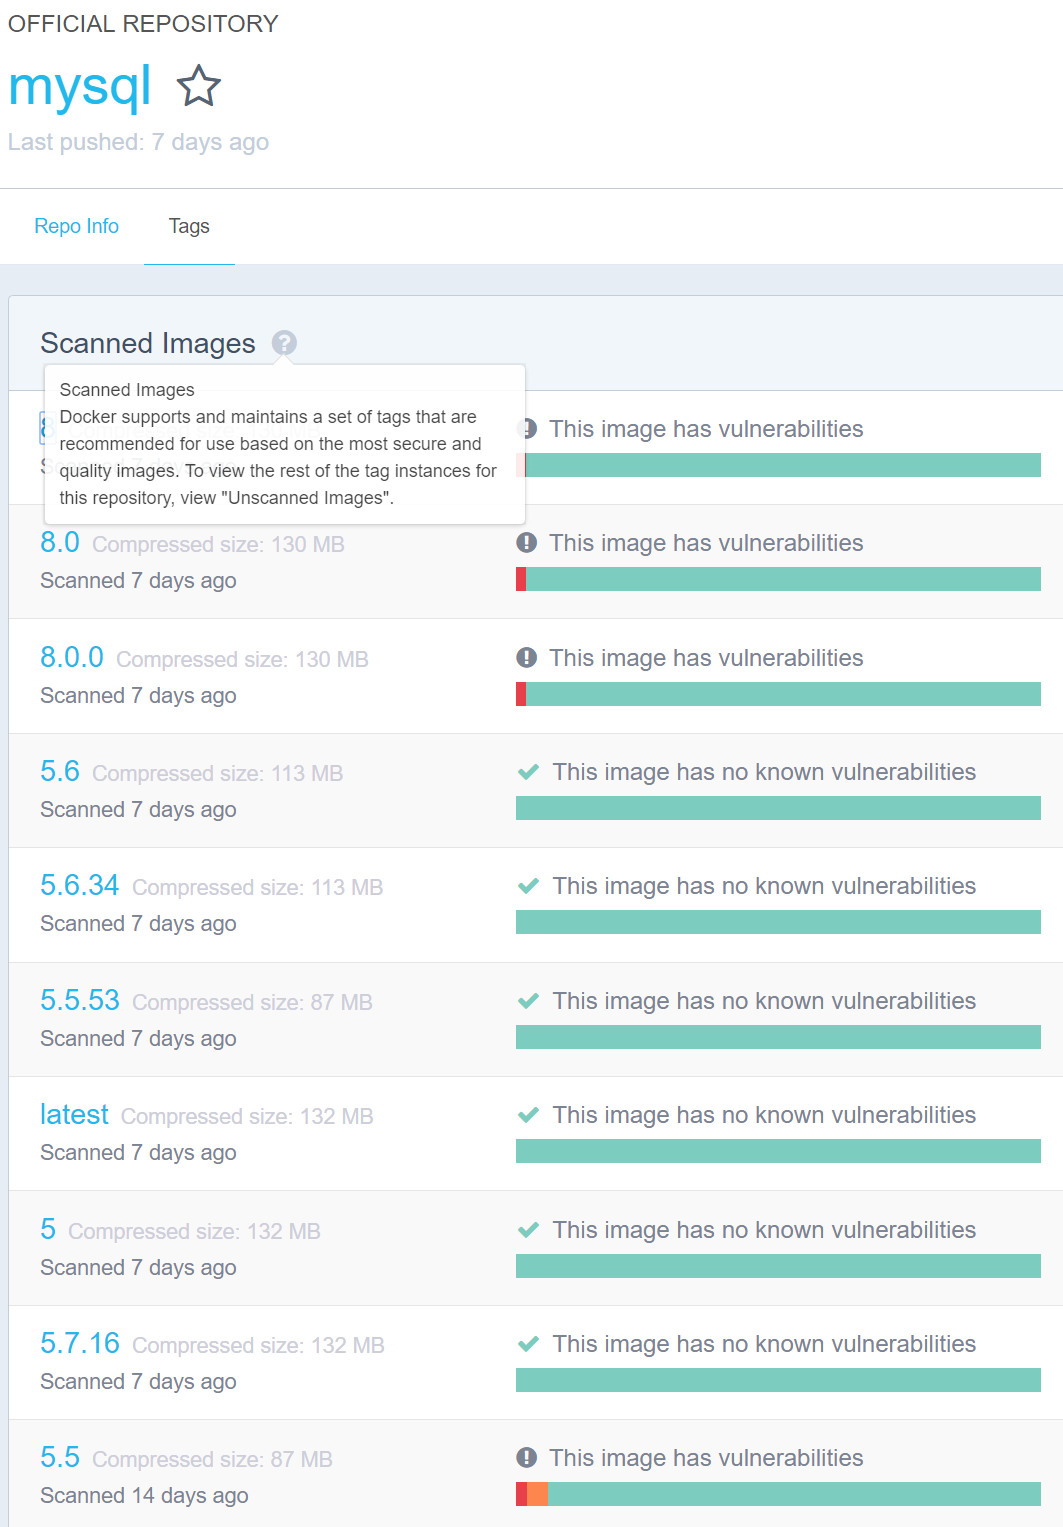 OFFICIAL REPOSITORY
mysql
Last pushed: 7 days ago
Repo Info Tags
Scanned Images ?
Scanned Images
Docker supports and maintains a set of tags that are
recommended for use based on the most secure and
quality images. To view the rest of the tag instances for
this repository, view "Unscanned Images".
8
This image has vulnerabilities
8.0 Compressed size: 130 MB
This image has vulnerabilities
Scanned 7 days ago
8.0.0 Compressed size: 130 MB
This image has vulnerabilities
Scanned 7 days ago
5.6 Compressed size: 113 MB
This image has no known vulnerabilities
Scanned 7 days ago
5.6.34 Compressed size: 113 MB
This image has no known vulnerabilities
Scanned 7 days ago
5.5.53 Compressed size: 87 MB
This image has no known vulnerabilities
Scanned 7 days ago
latest Compressed size: 132 MB
This image has no known vulnerabilities
Scanned 7 days ago
5 Compressed size: 132 MB
This image has no known vulnerabilities
Scanned 7 days ago
5.7.16 Compressed size: 132 MB
This image has no known vulnerabilities
Scanned 7 days ago
5.5 Compressed size: 87 MB
This image has vulnerabilities
Scanned 14 days ago